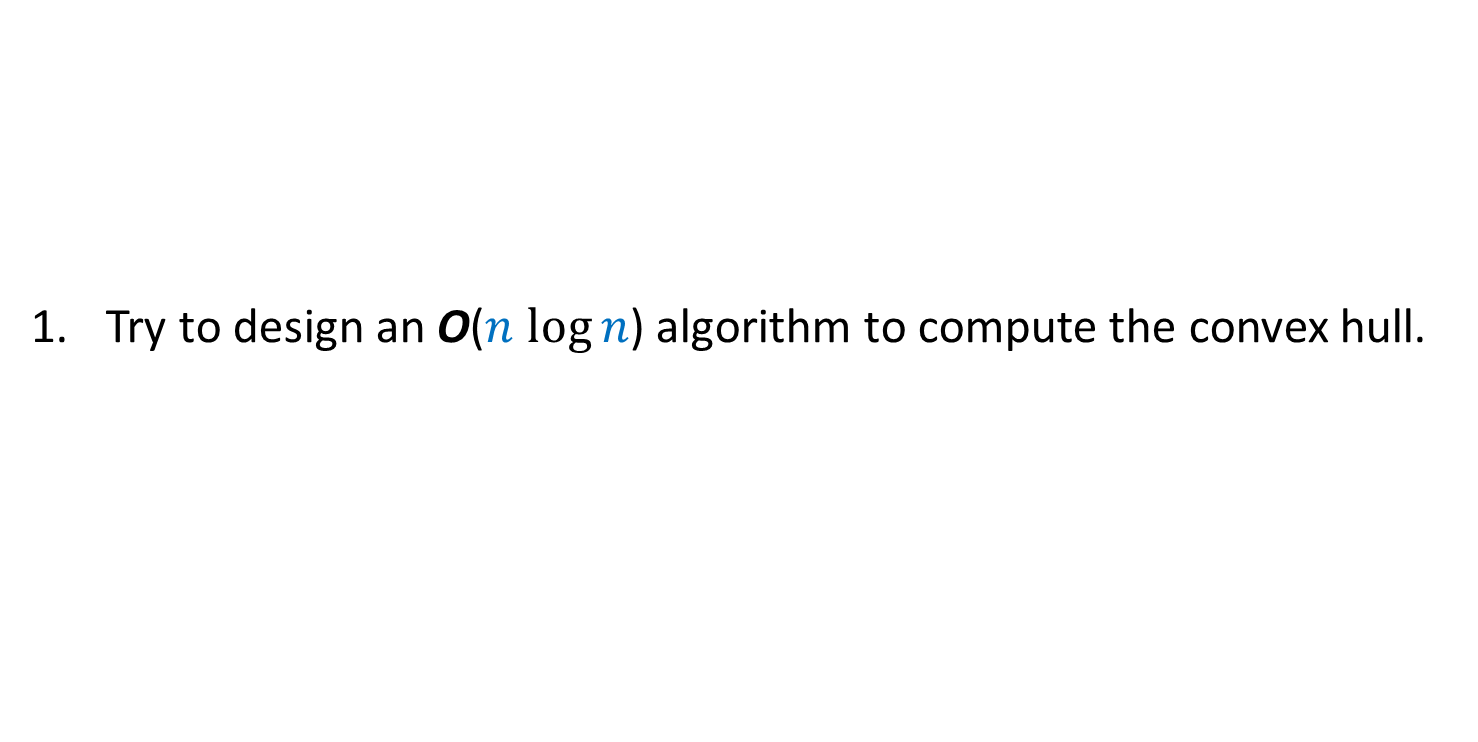 1. Try to design an O(n log n) algorithm to compute the convex hull.